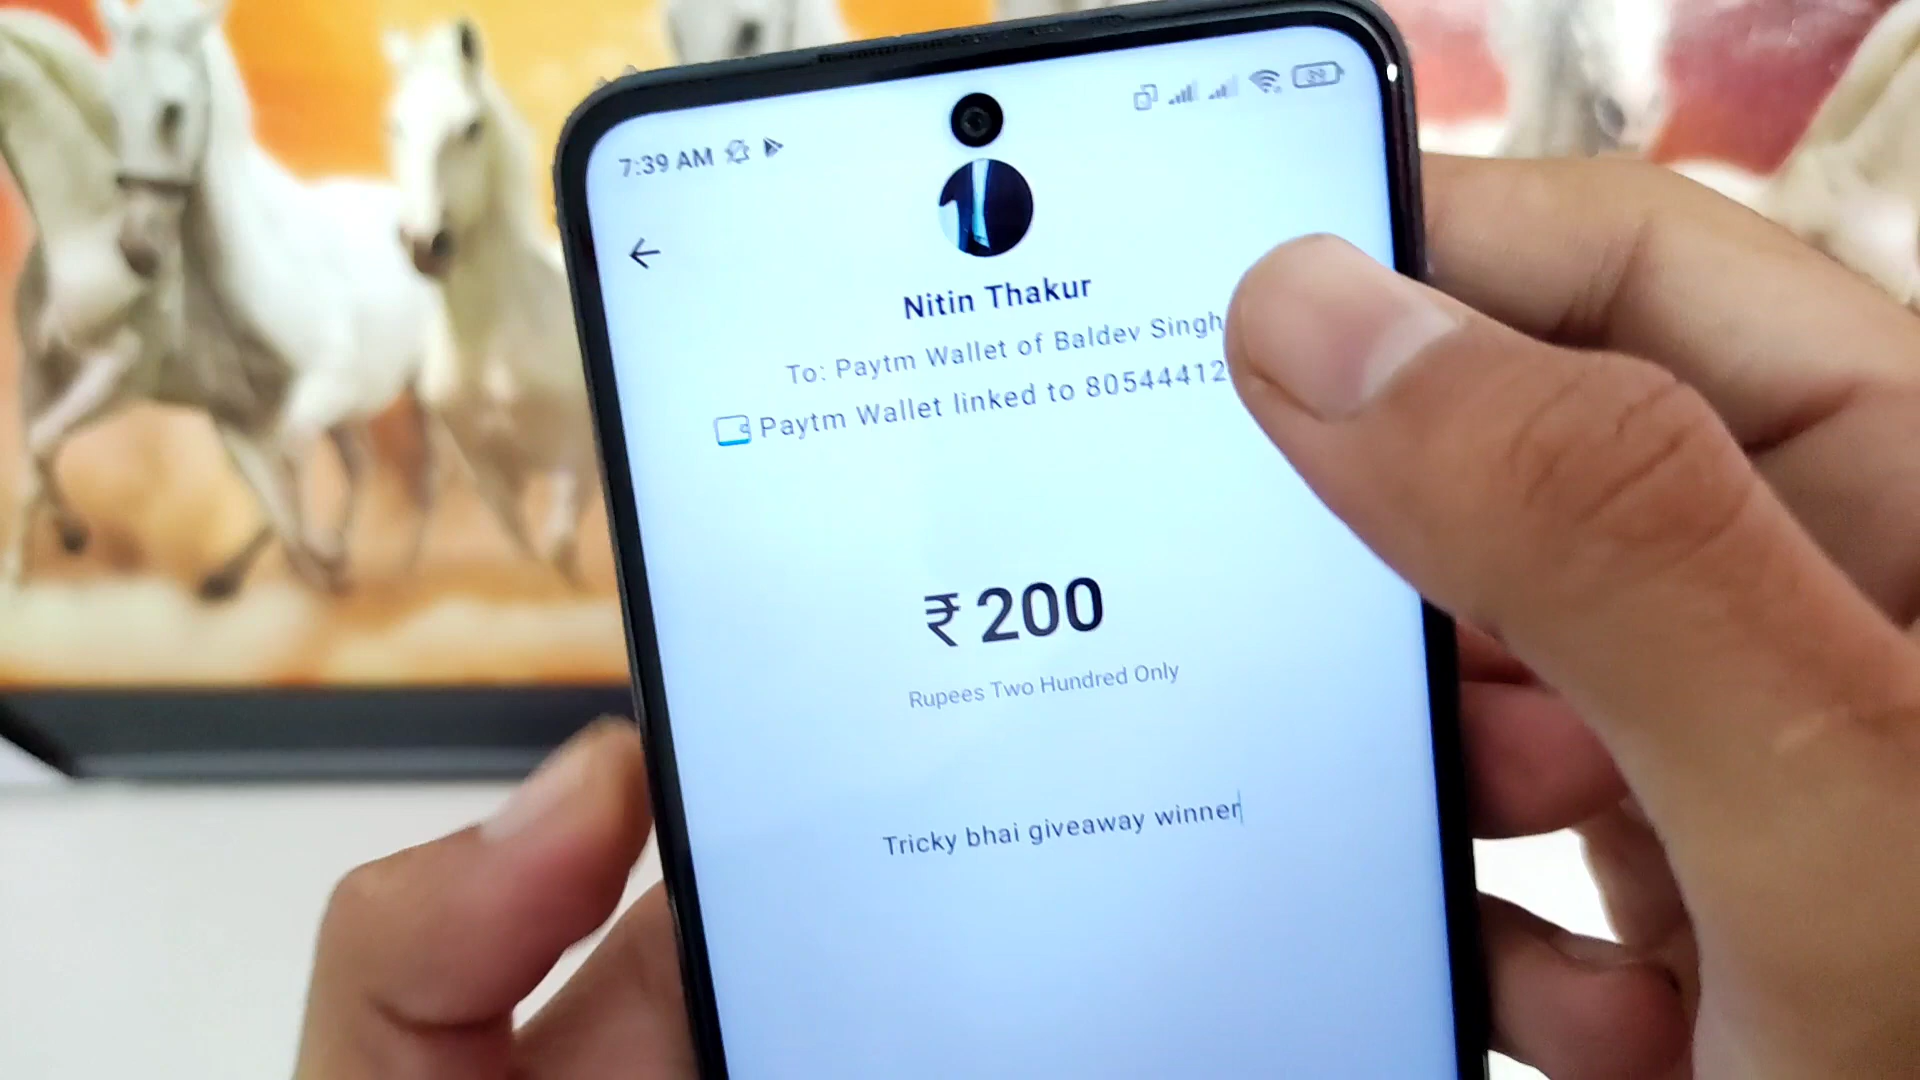 7:39 AM
39
Nitin Thakur
To: Paytm Wallet of Baldev Singh
Paytm Wallet linked to 80544412
₹200
Rupees Two Hundred Only
Tricky bhai giveaway winner